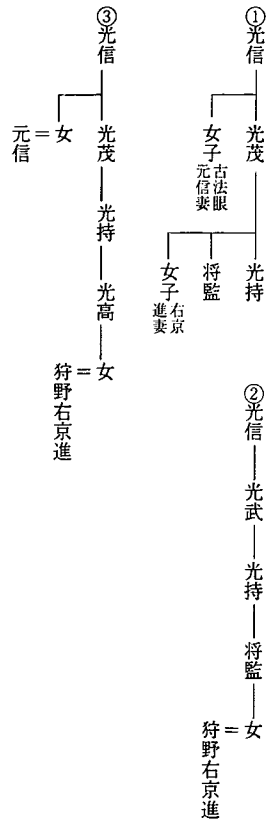 ①光信
光茂
女子 古法眼元信妻
光持
将監
女子 右京進妻
②光信
光武
光持
将監
女
=
狩野右京進
③光信
光茂
女
=
元信
光持
光高
女
=
狩野右京進